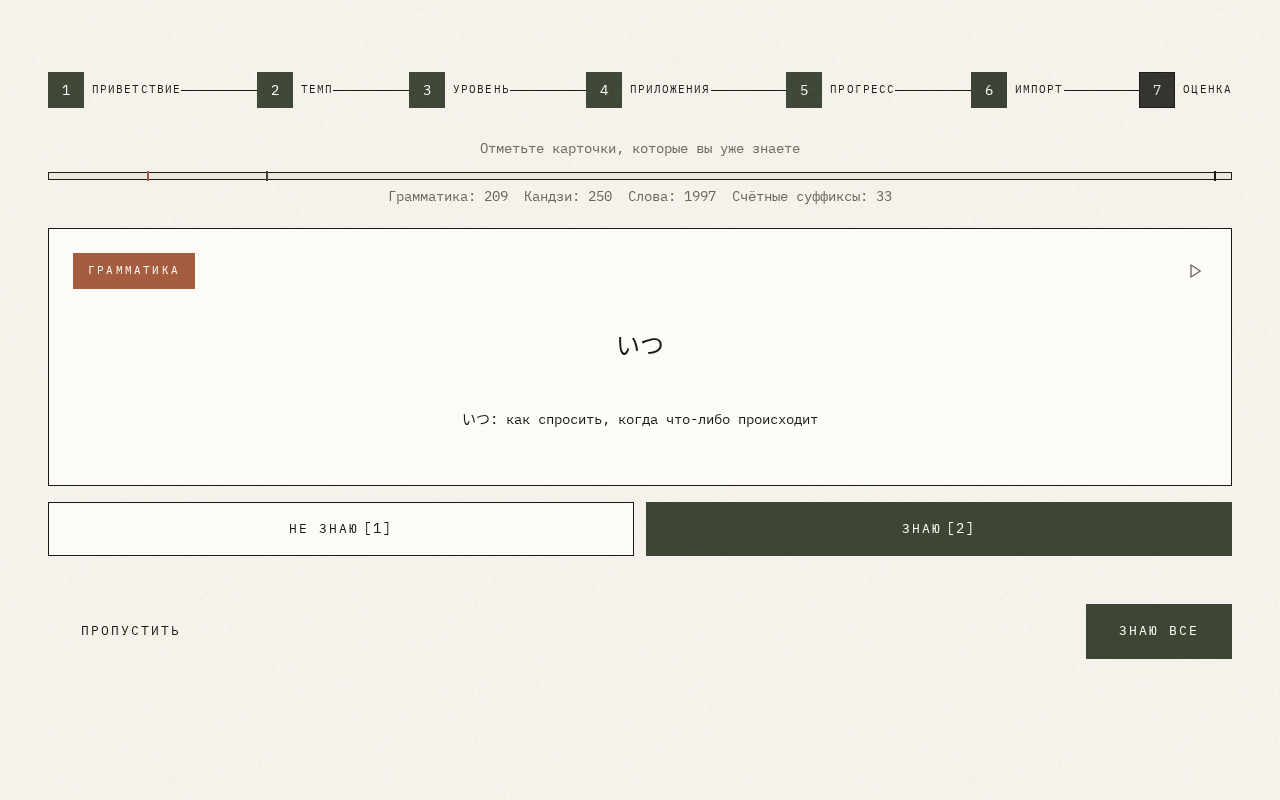 1 ПРИВЕТСТВИЕ 2 ТЕМП 3 УРОВЕНЬ 4 ПРИЛОЖЕНИЯ 5 ПРОГРЕСС 6 ИМПОРТ 7 ОЦЕНКА
Отметьте карточки, которые вы уже знаете
Грамматика: 209 Кандзи: 250 Слова: 1997 Счётные суффиксы: 33
ГРАММАТИКА
いつ
いつ: как спросить, когда что-либо происходит
НЕ ЗНАЮ [1] ЗНАЮ [2]
ПРОПУСТИТЬ ЗНАЮ ВСЕ